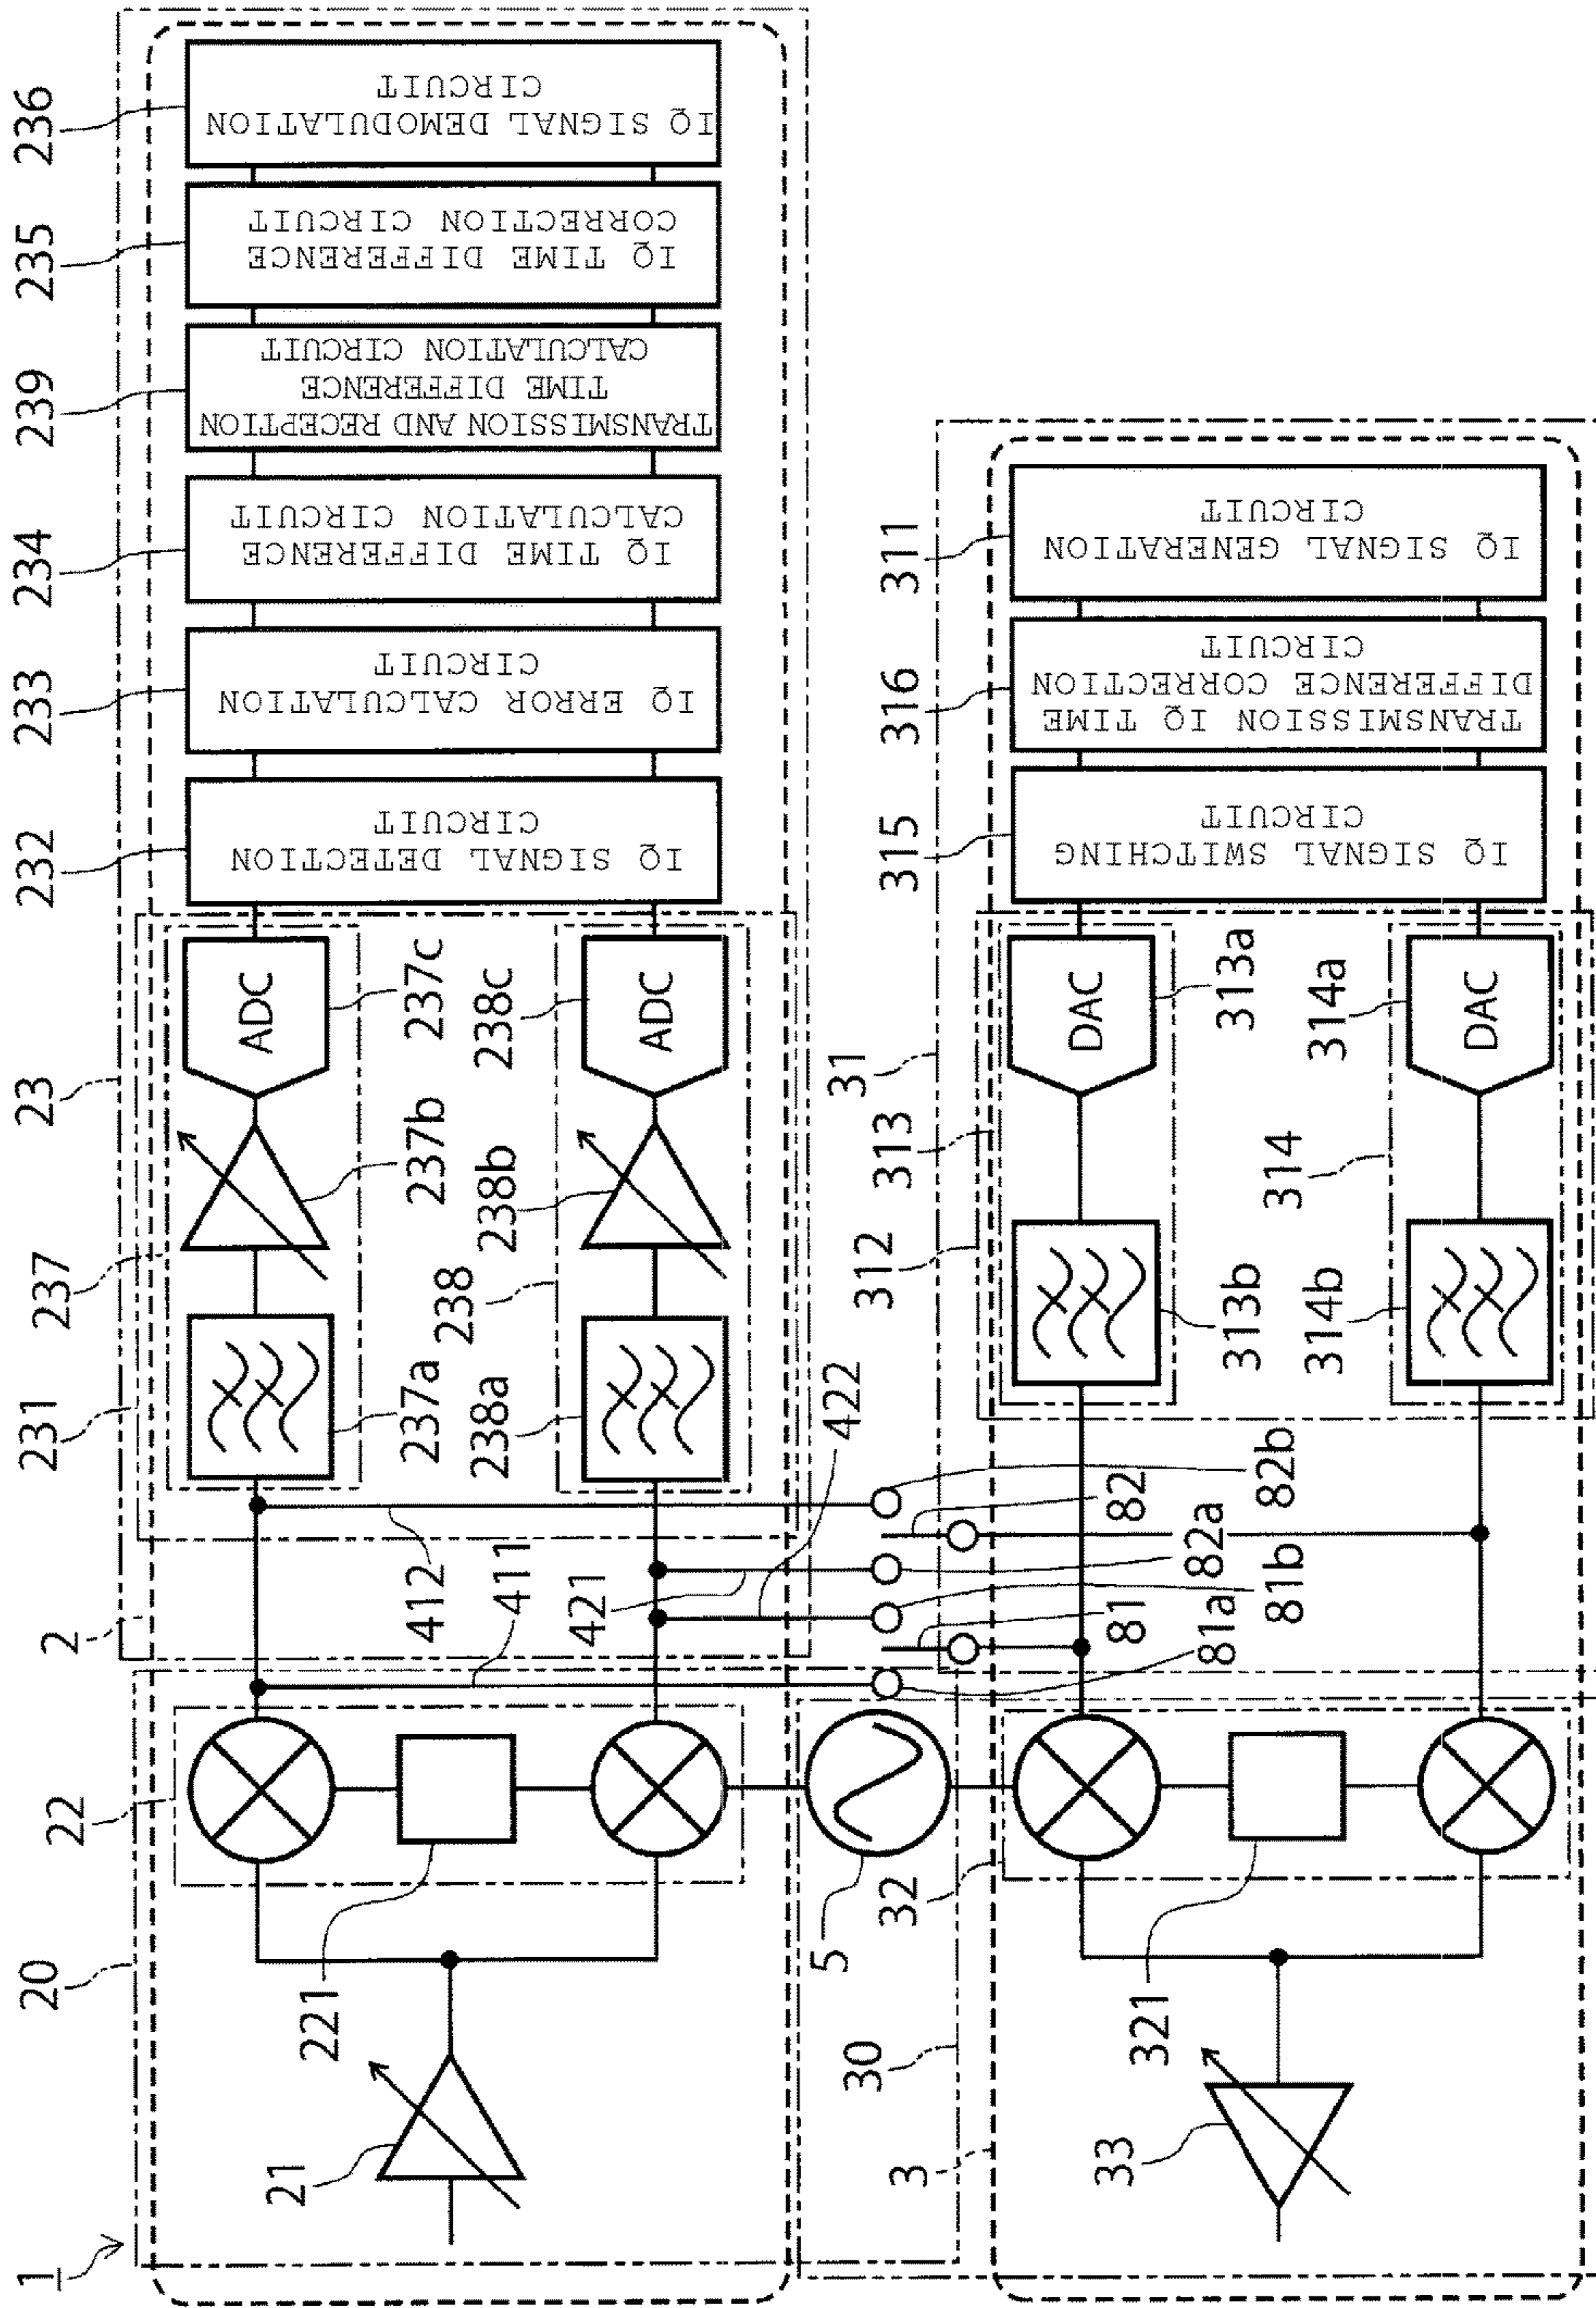 1
20
22
2
231
237
23
232
233
234
239
235
236
IQ SIGNAL DETECTION
CIRCUIT
IQ ERROR CALCULATION
CIRCUIT
IQ TIME DIFFERENCE
CALCULATION CIRCUIT
TRANSMISSION AND RECEPTION
TIME DIFFERENCE
CALCULATION CIRCUIT
IQ TIME DIFFERENCE
CORRECTION CIRCUIT
IQ SIGNAL DEMODULATION
CIRCUIT
ADC
ADC
21
221
412
411
421
422
237a
237b
237c
238a
238
238b
238c
5
30
32
3
81
81a
81b
82
82a
82b
312
313
31
315
316
311
IQ SIGNAL SWITCHING
CIRCUIT
TRANSMISSION IQ TIME
DIFFERENCE CORRECTION
CIRCUIT
IQ SIGNAL GENERATION
CIRCUIT
DAC
DAC
33
321
313b
314b
314
313a
314a